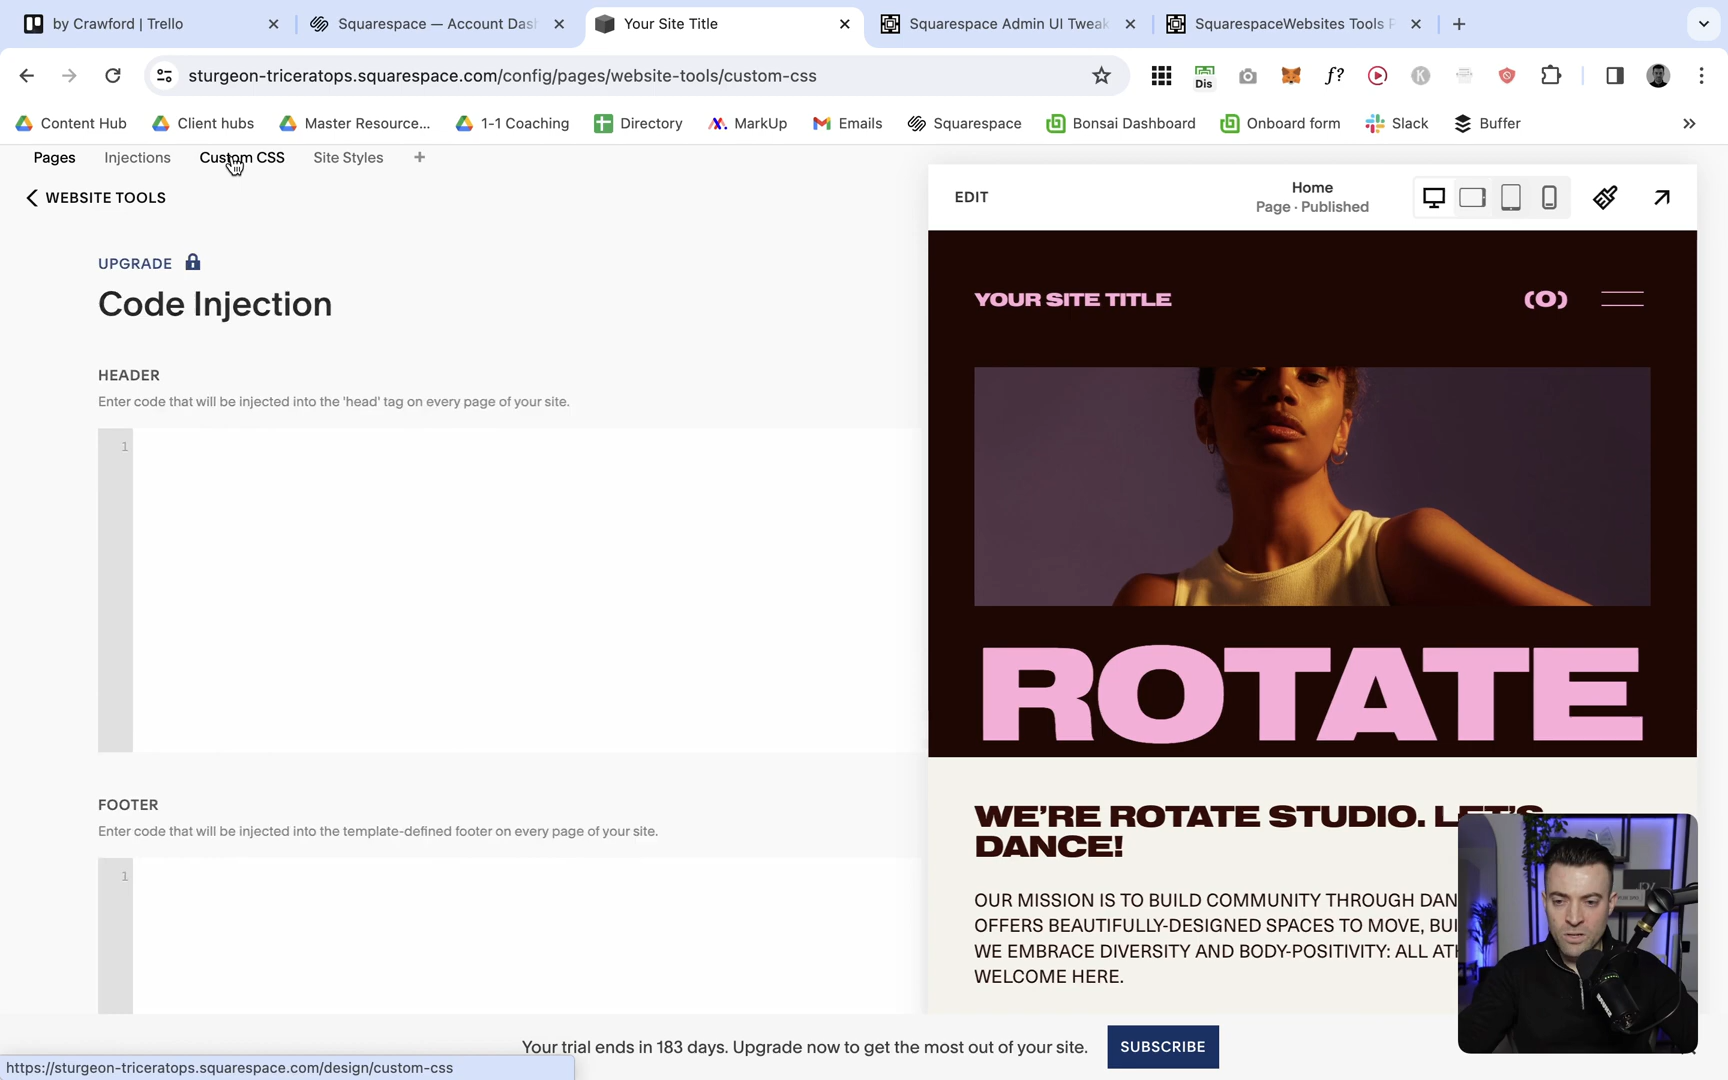 by Crawford | Trello
Squarespace — Account Dash
Your Site Title
Squarespace Admin UI Tweak
SquarespaceWebsites Tools P
sturgeon-triceratops.squarespace.com/config/pages/website-tools/custom-css
Dis
f?
K
Content Hub
Client hubs
Master Resource...
1-1 Coaching
Directory
MarkUp
Emails
Squarespace
Bonsai Dashboard
Onboard form
Slack
Buffer
Pages
Injections
Custom CSS
Site Styles
WEBSITE TOOLS
EDIT
Home
Page · Published
UPGRADE
Code Injection
YOUR SITE TITLE
(0)
HEADER
Enter code that will be injected into the 'head' tag on every page of your site.
1
ROTATE
FOOTER
Enter code that will be injected into the template-defined footer on every page of your site.
1
WE'RE ROTATE STUDIO. LET'S
DANCE!
OUR MISSION IS TO BUILD COMMUNITY THROUGH DAN
OFFERS BEAUTIFULLY-DESIGNED SPACES TO MOVE, BUI
WE EMBRACE DIVERSITY AND BODY-POSITIVITY: ALL ATH
WELCOME HERE.
Your trial ends in 183 days. Upgrade now to get the most out of your site.
SUBSCRIBE
https://sturgeon-triceratops.squarespace.com/design/custom-css